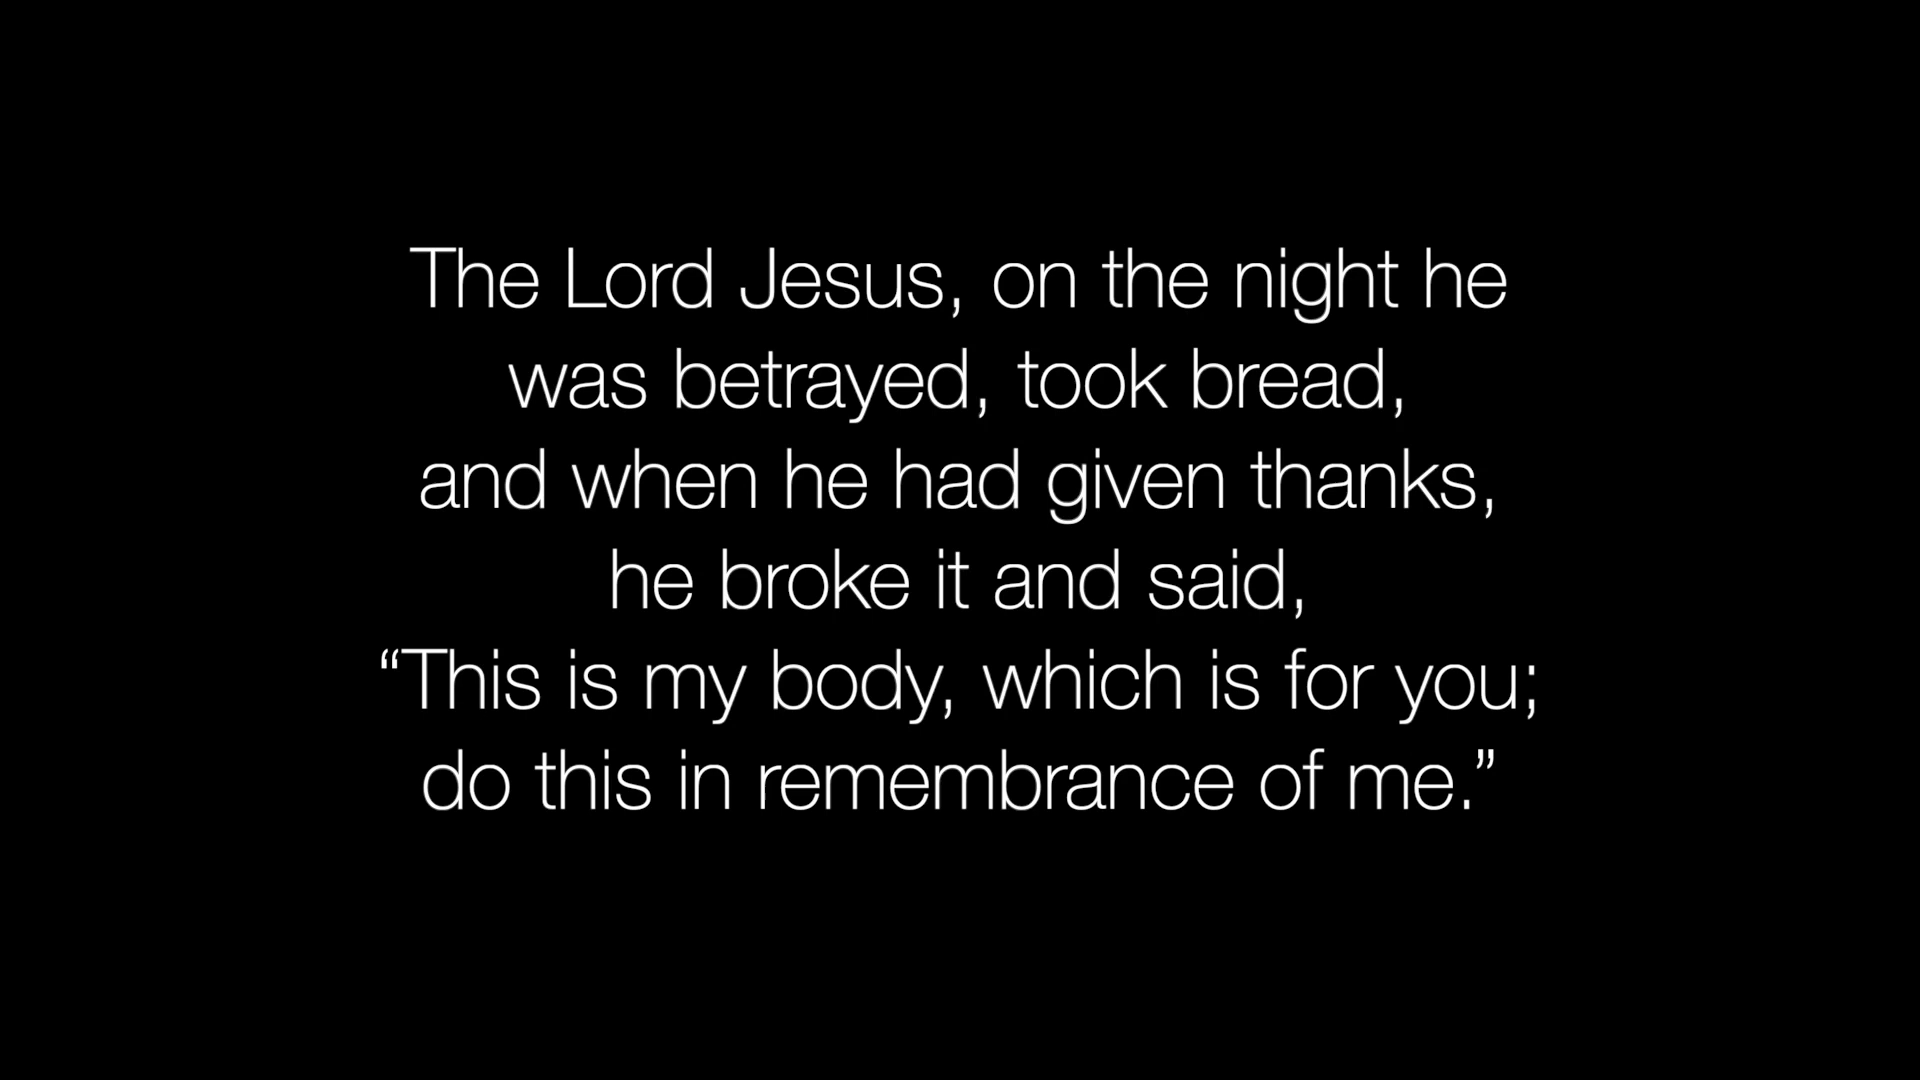 The Lord Jesus, on the night he
was betrayed, took bread,
and when he had given thanks,
he broke it and said,
“This is my body, which is for you;
do this in remembrance of me.”